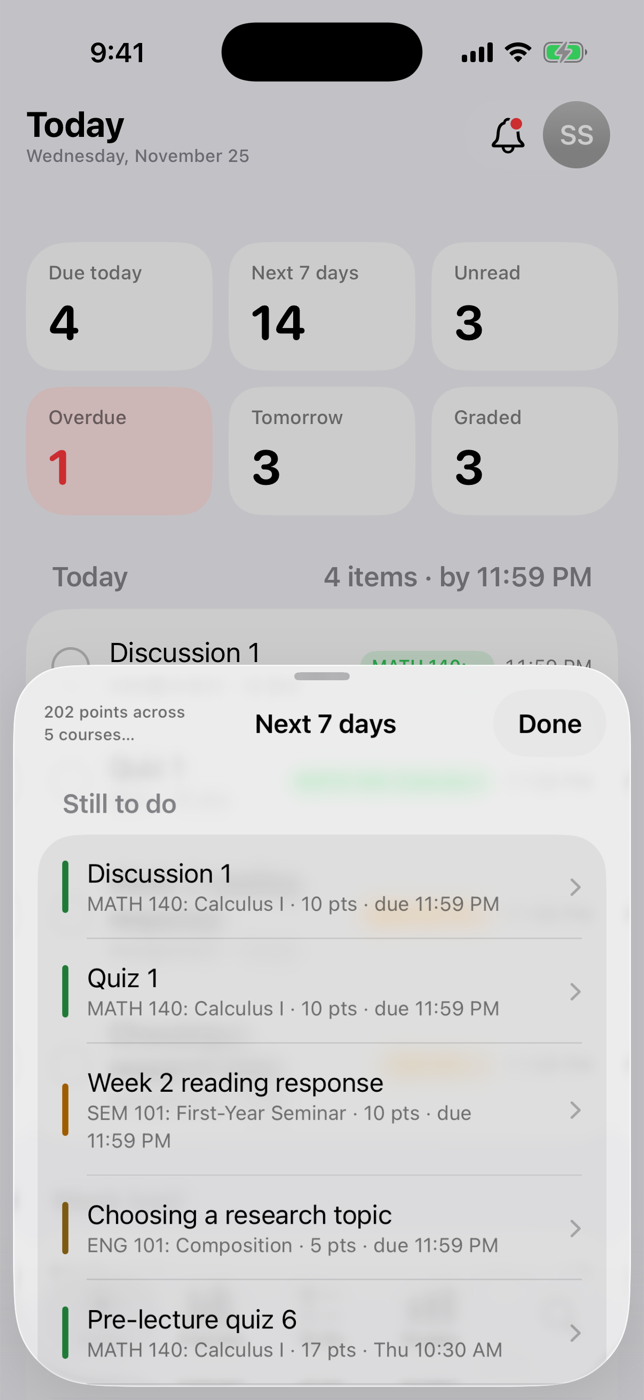 9:41
Today
Wednesday, November 25
SS
Due today
Next 7 days
Unread
4
14
3
Overdue
Tomorrow
Graded
1
3
3
Today
4 items · by 11:59 PM
Discussion 1
MATH 140:
11:59 PM
202 points across
5 courses...
Next 7 days
Done
Still to do
Discussion 1
MATH 140: Calculus I · 10 pts · due 11:59 PM
Quiz 1
MATH 140: Calculus I · 10 pts · due 11:59 PM
Week 2 reading response
SEM 101: First-Year Seminar · 10 pts · due
11:59 PM
Choosing a research topic
ENG 101: Composition · 5 pts · due 11:59 PM
Pre-lecture quiz 6
MATH 140: Calculus I · 17 pts · Thu 10:30 AM